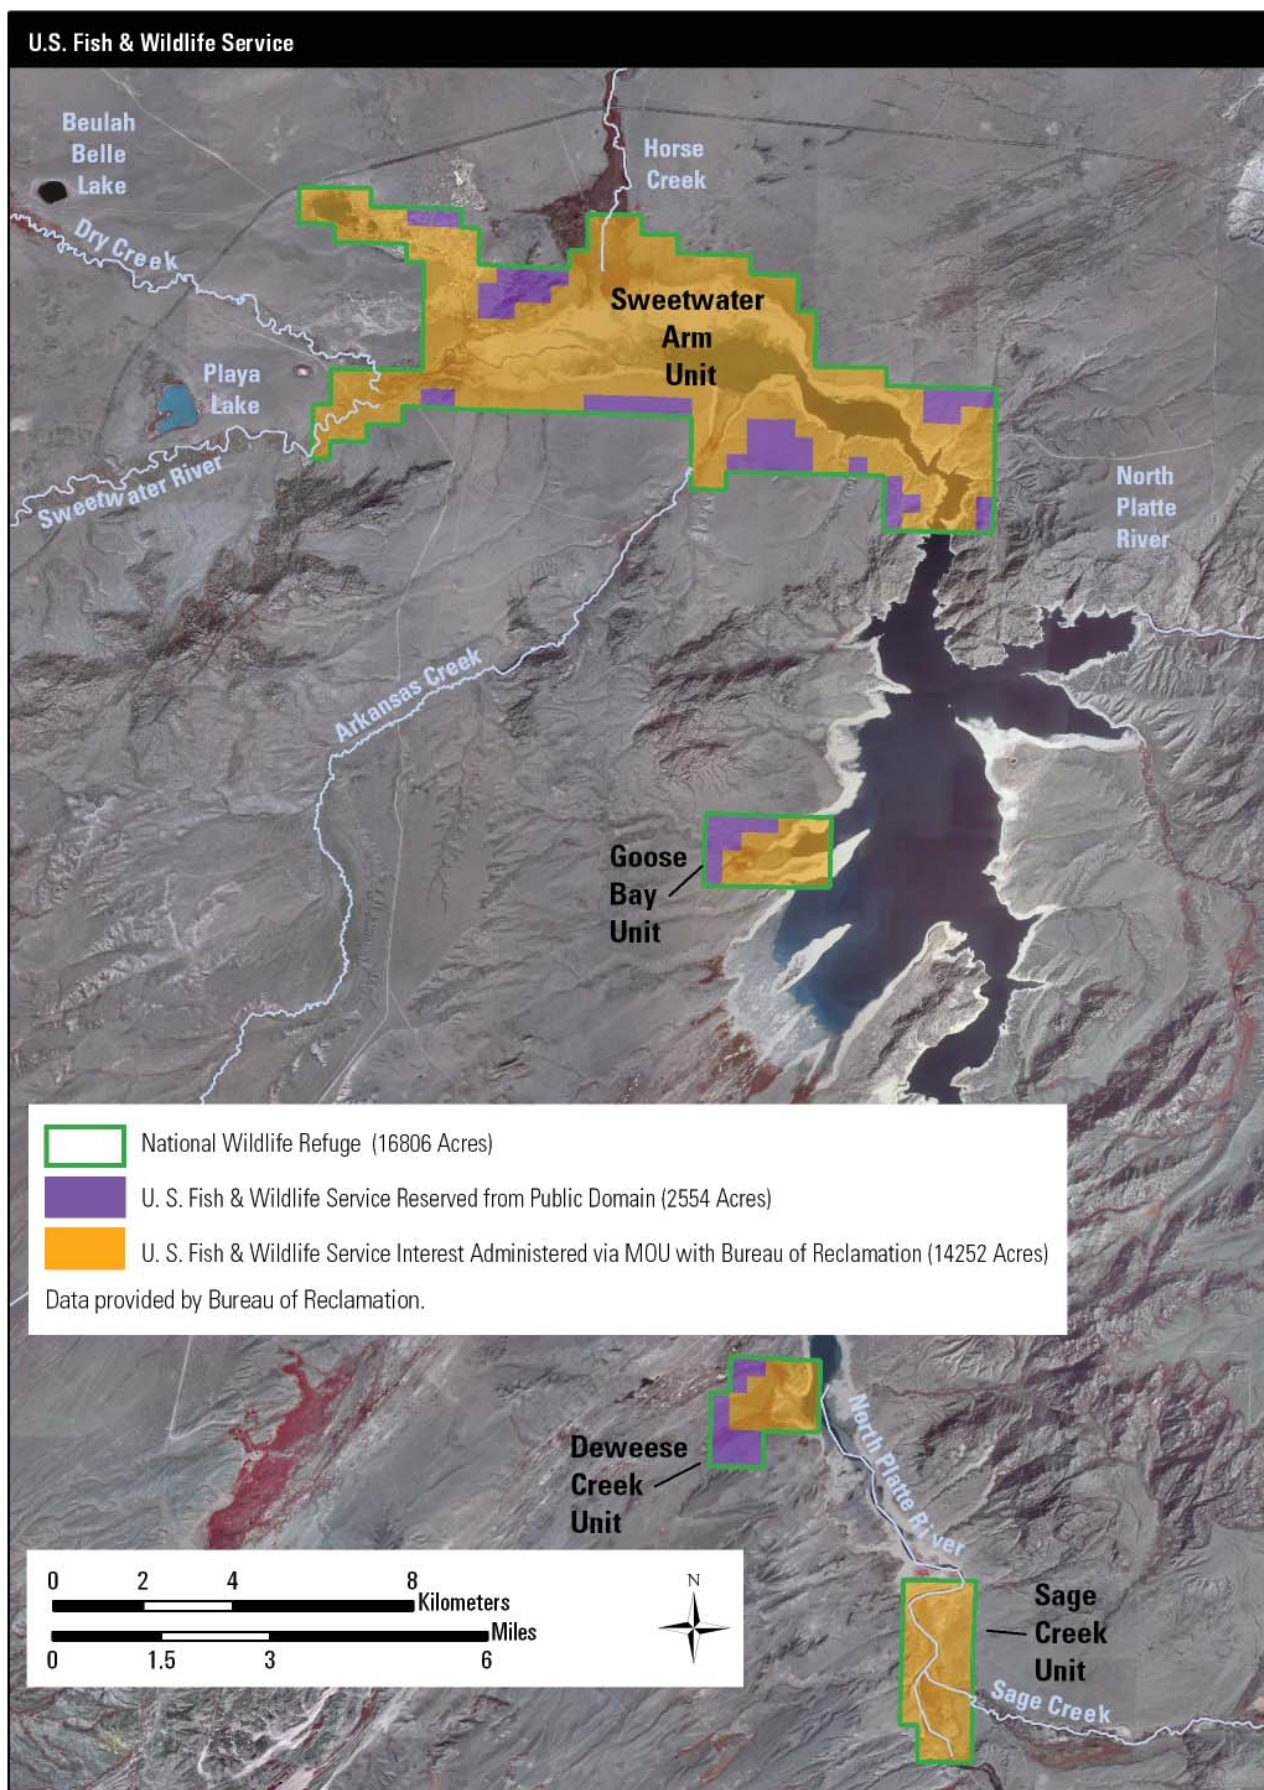 U.S. Fish & Wildlife Service
Beulah
Belle
Lake
Horse
Creek
Dry Creek
Sweetwater
Arm
Unit
Playa
Lake
Sweetwater River
North
Platte
River
Arkansas Creek
Goose
Bay
Unit
National Wildlife Refuge (16806 Acres)
U. S. Fish & Wildlife Service Reserved from Public Domain (2554 Acres)
U. S. Fish & Wildlife Service Interest Administered via MOU with Bureau of Reclamation (14252 Acres)
Data provided by Bureau of Reclamation.
Deweese
Creek
Unit
North Platte River
0 2 4 8
Kilometers
Miles
0 1.5 3 6
N
Sage
Creek
Unit
Sage Creek